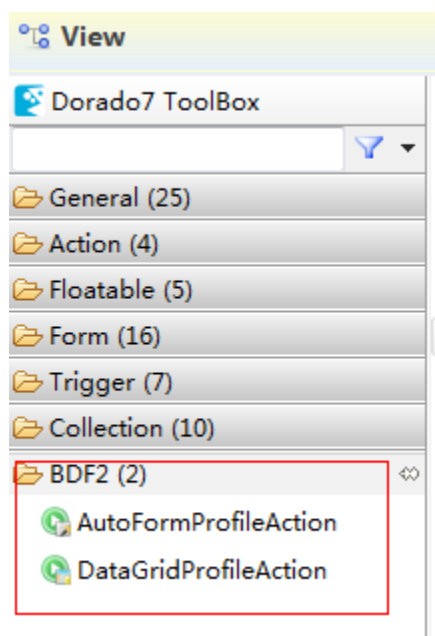 View
Dorado7 ToolBox
General (25)
Action (4)
Floatable (5)
Form (16)
Trigger (7)
Collection (10)
BDF2 (2)
AutoFormProfileAction
DataGridProfileAction